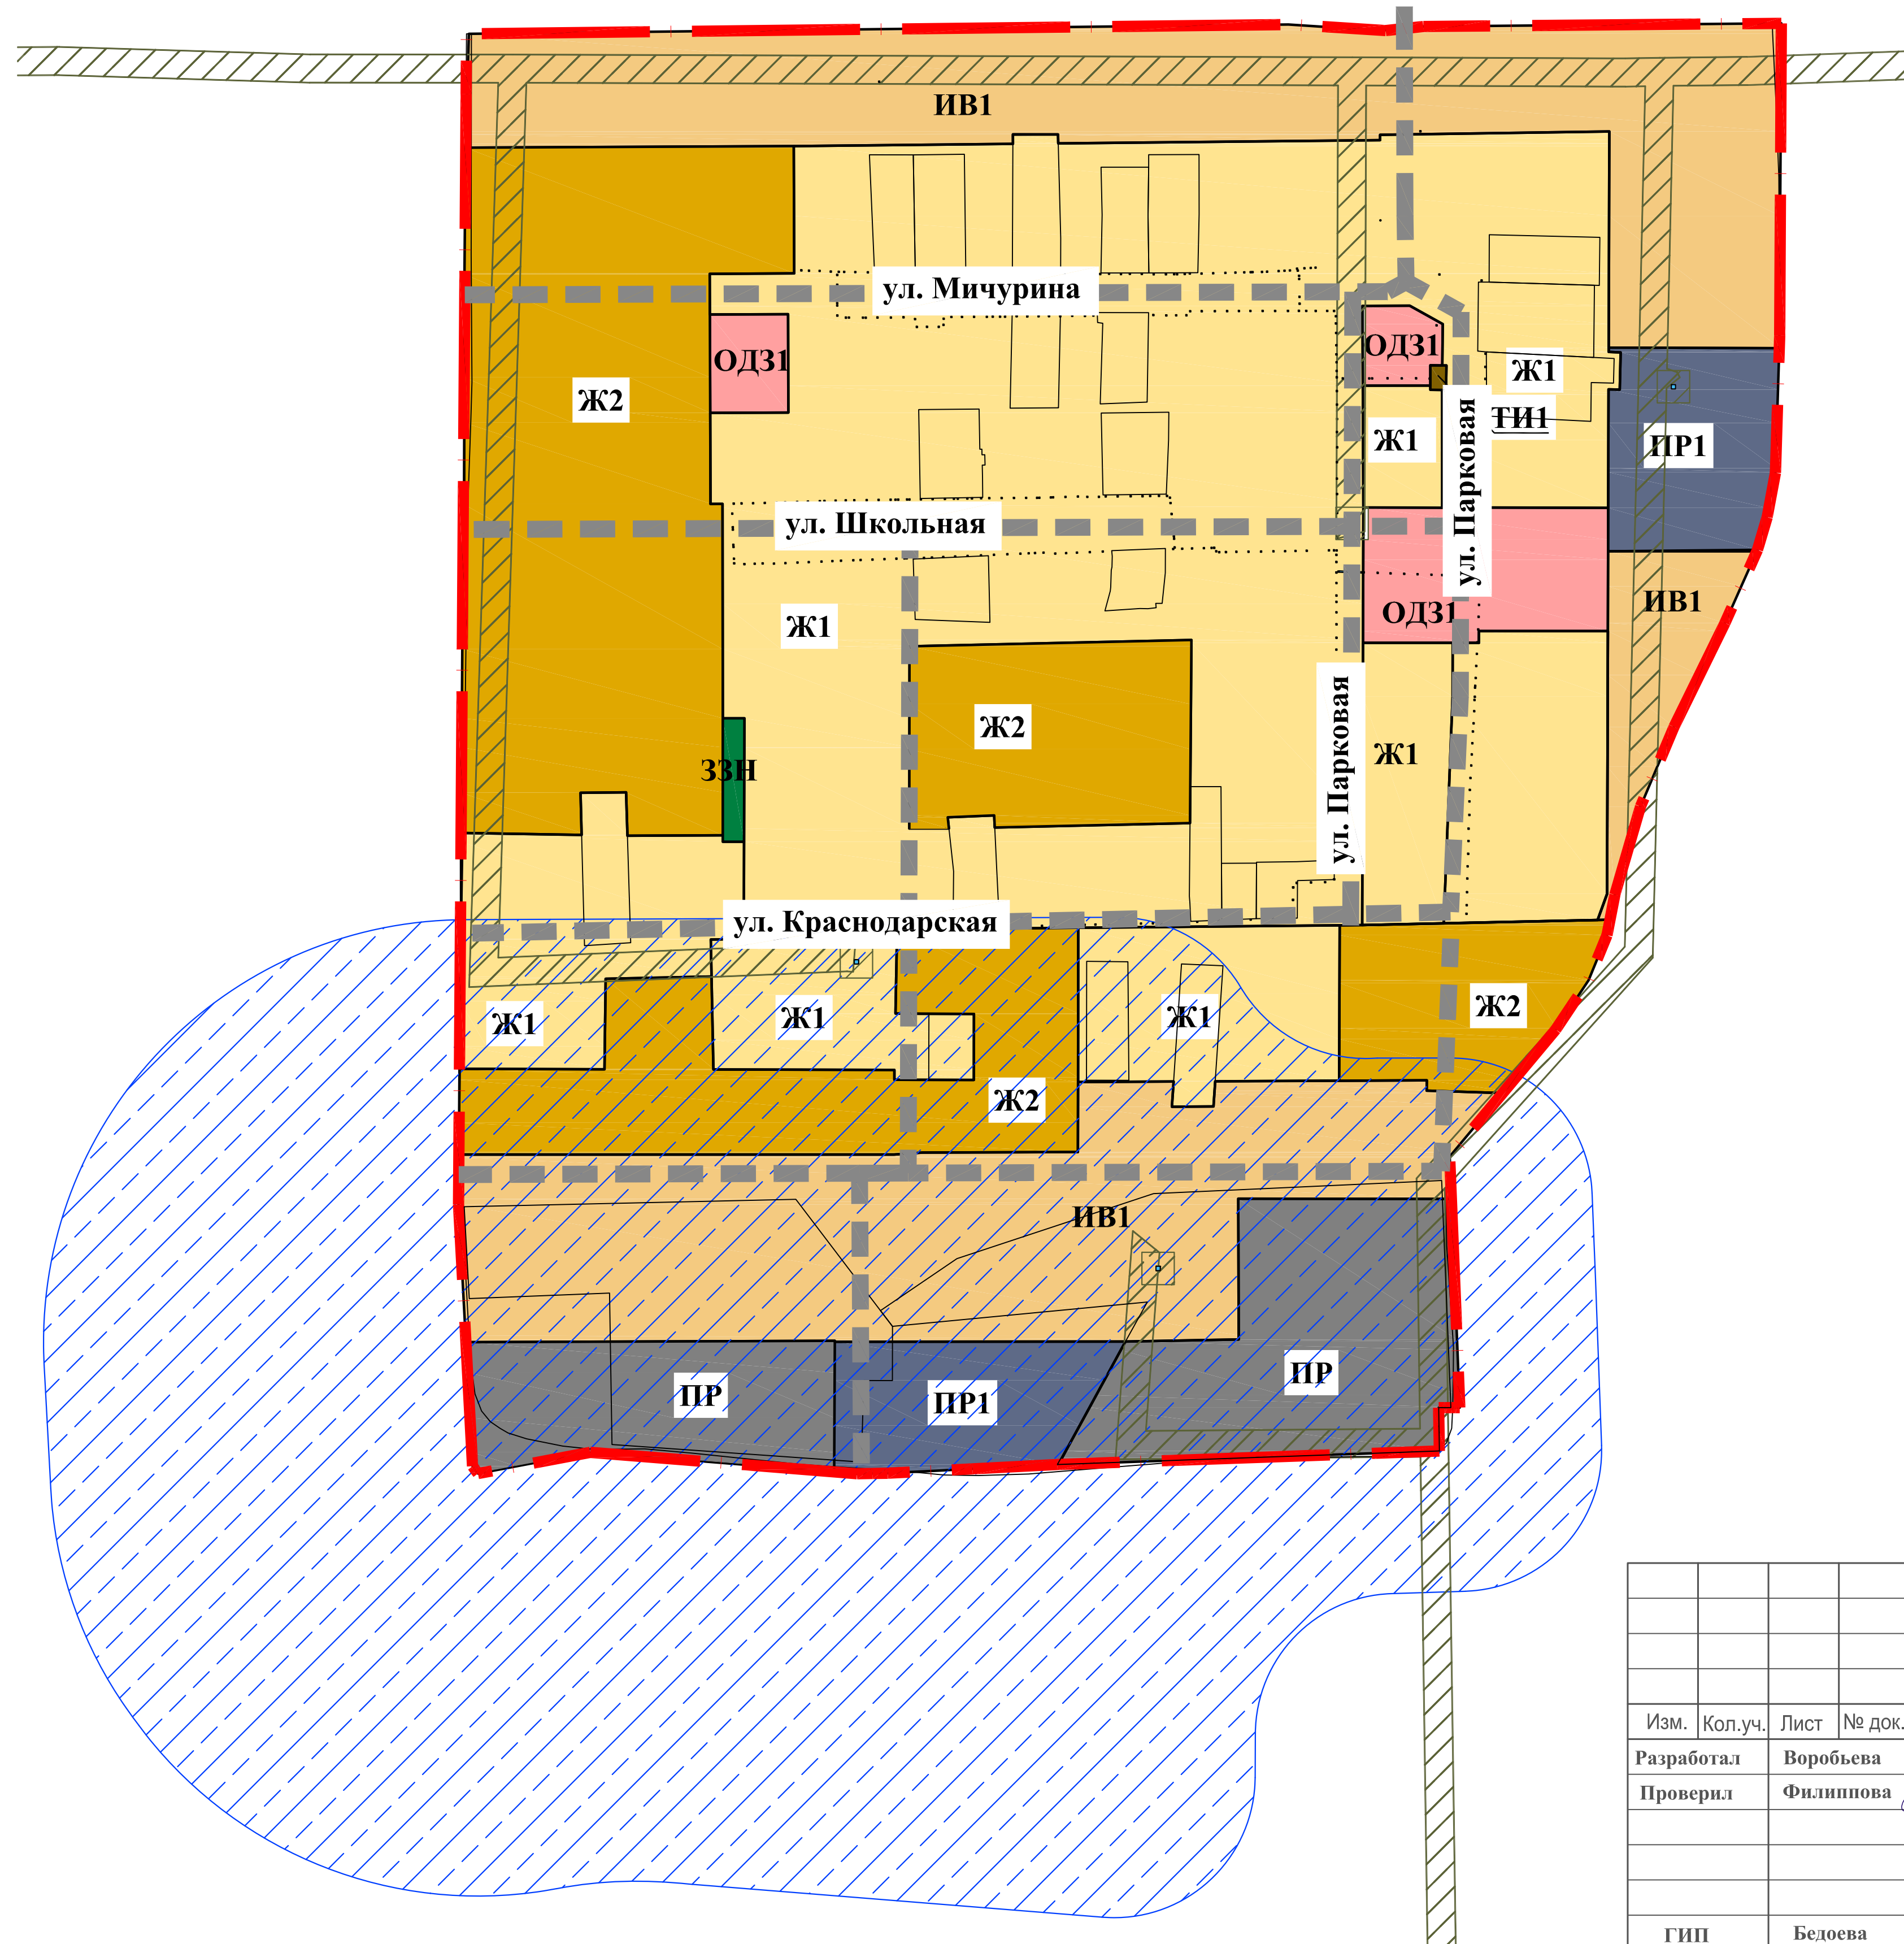 ИВ1
ул. Мичурина
ОДЗ1
ОДЗ1
Ж1
Ж2
ТИ1
Ж1
ПР1
ул. Парковая
ул. Школьная
ИВ1
ОДЗ1
Ж1
Ж2
Ж1
ЗЗН
ул. Парковая
ул. Краснодарская
Ж2
Ж1
Ж1
Ж1
Ж2
ИВ1
ПР
ПР
ПР1
Изм. Кол.уч. Лист № док.
Разработал Воробьева
Проверил Филиппова
ГИП Бедоева